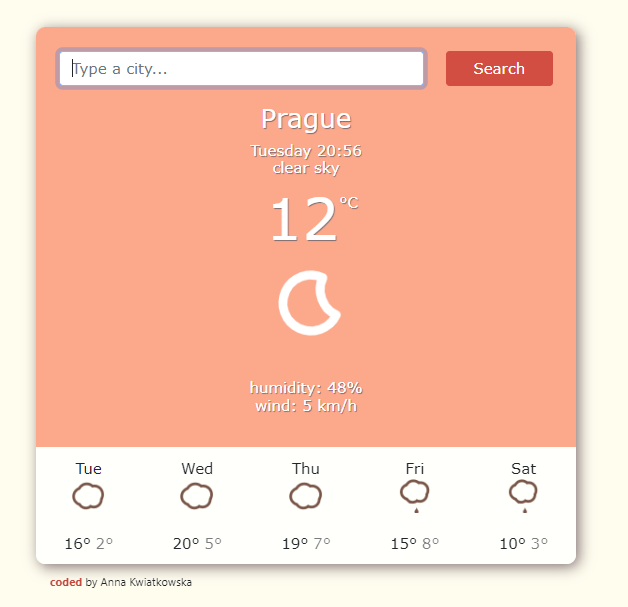 Type a city...
Search
Prague
Tuesday 20:56
clear sky
12°C
humidity: 48%
wind: 5 km/h
Tue Wed Thu Fri Sat
16° 2° 20° 5° 19° 7° 15° 8° 10° 3°
coded by Anna Kwiatkowska